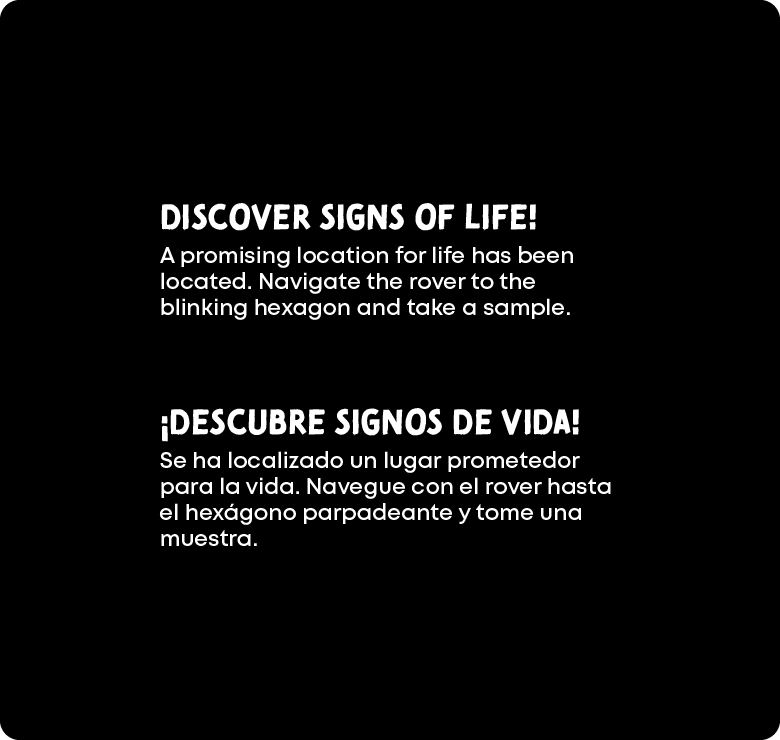 DISCOVER SIGNS OF LIFE!
A promising location for life has been
located. Navigate the rover to the
blinking hexagon and take a sample.
¡DESCUBRE SIGNOS DE VIDA!
Se ha localizado un lugar prometedor
para la vida. Navegue con el rover hasta
el hexágono parpadeante y tome una
muestra.